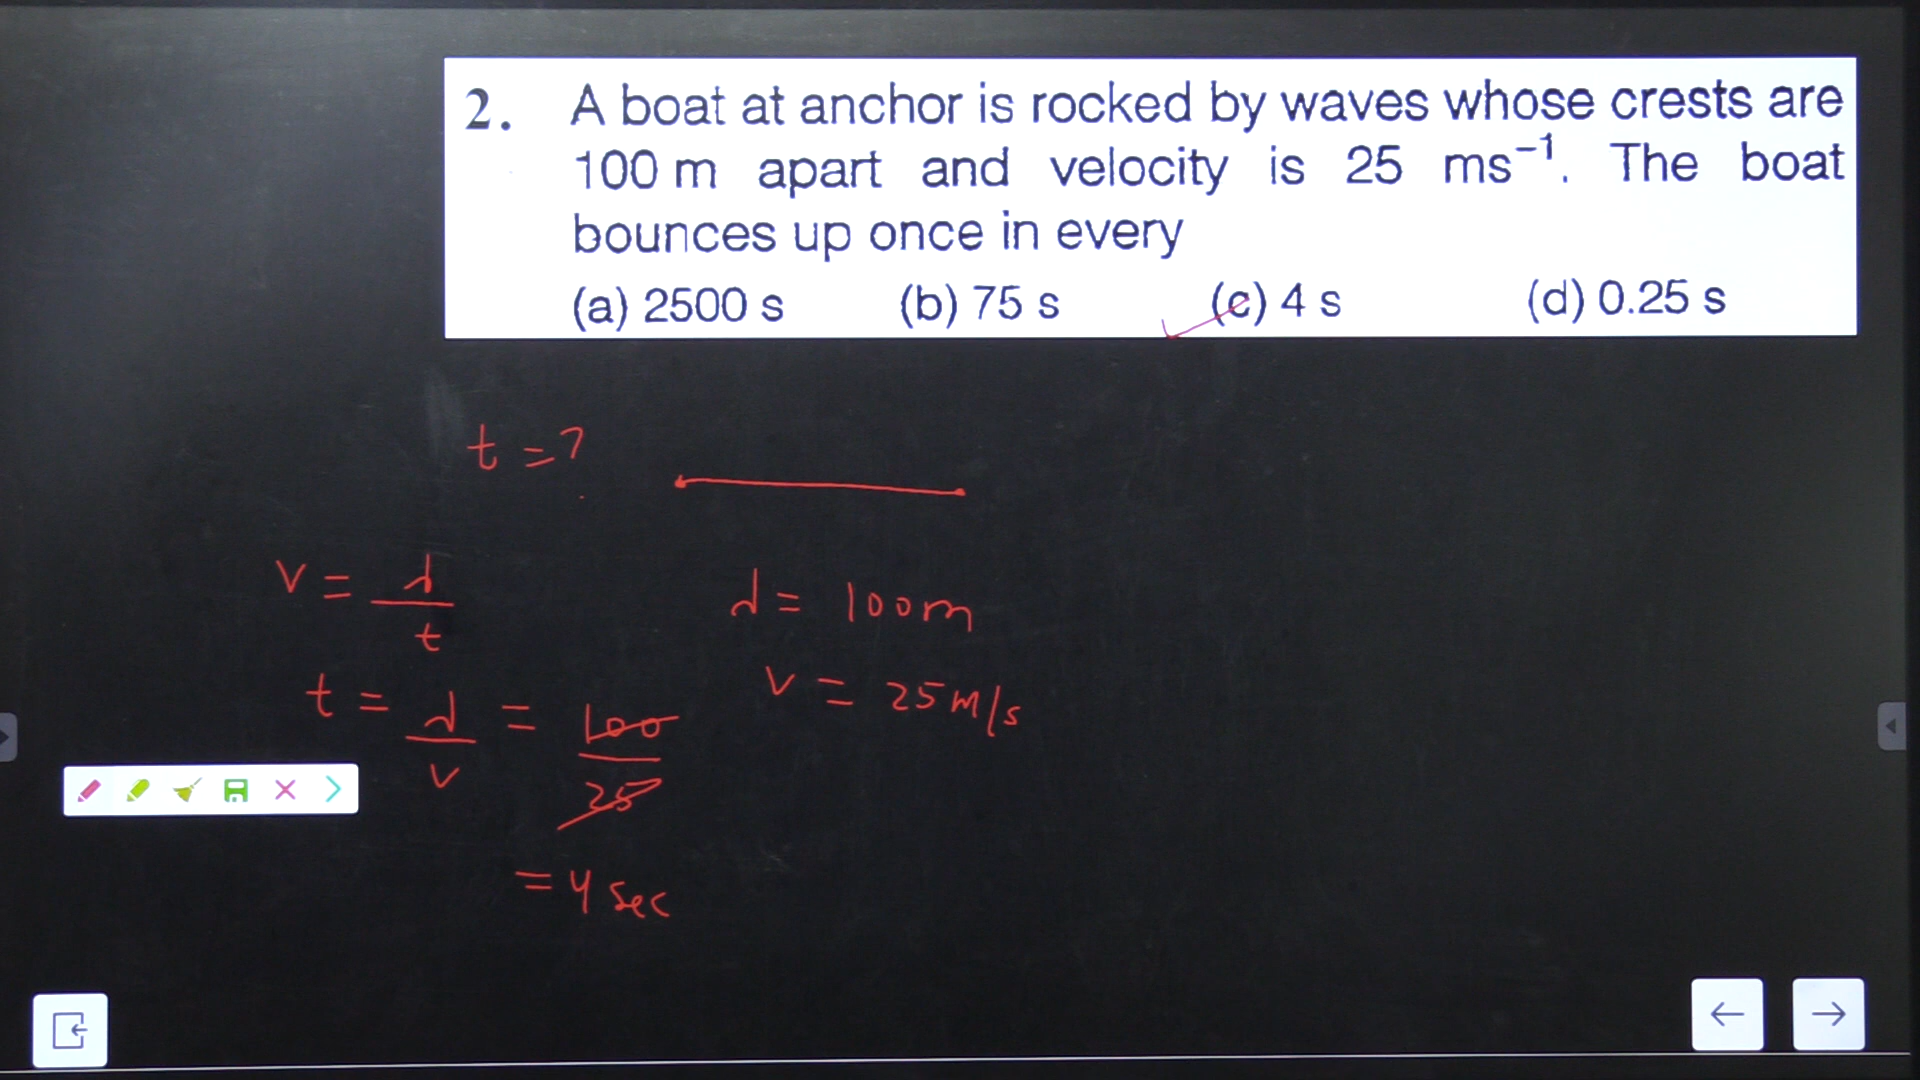 2. A boat at anchor is rocked by waves whose crests are
100 m apart and velocity is 25 ms⁻¹. The boat
bounces up once in every
(a) 2500 s (b) 75 s (c) 4 s (d) 0.25 s
t = ?
v = d/t
d = 100m
v = 25 m/s
t = d/v = 100/25
= 4 sec